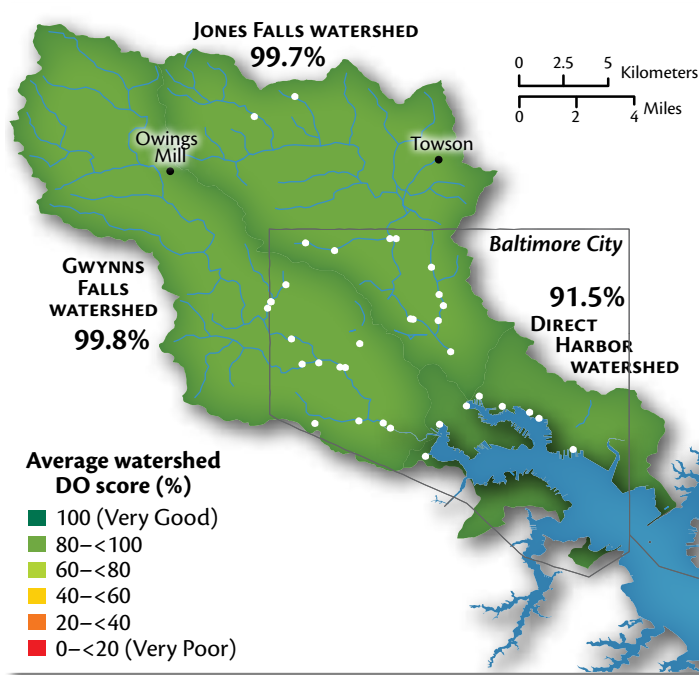 JONES FALLS WATERSHED
99.7%
0 2.5 5 Kilometers
0 2 4 Miles
Owings
Mill
Towson
Baltimore City
GWYNNS
FALLS
WATERSHED
99.8%
91.5%
DIRECT
HARBOR
WATERSHED
Average watershed
DO score (%)
100 (Very Good)
80–<100
60–<80
40–<60
20–<40
0–<20 (Very Poor)